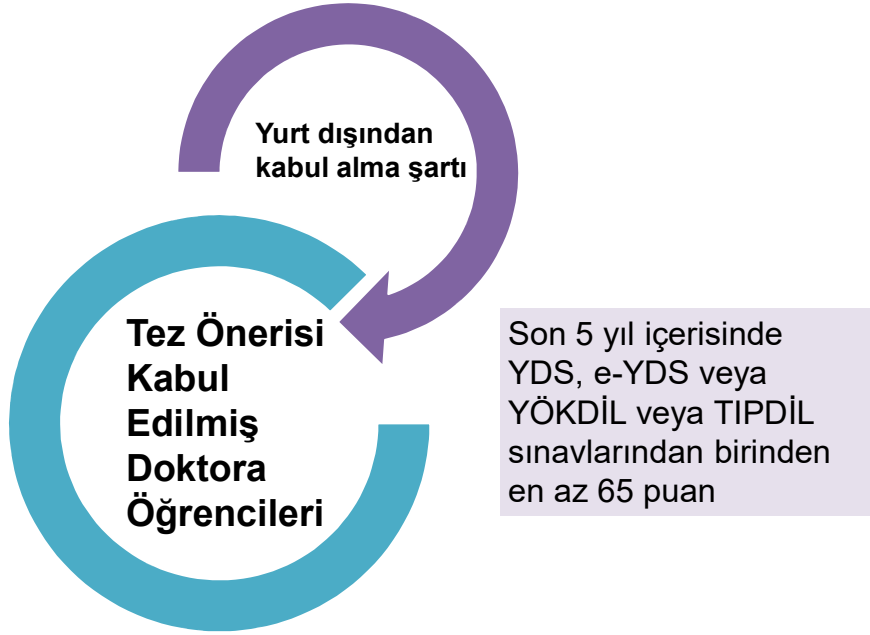 Yurt dışından
kabul alma şartı
Tez Önerisi
Kabul
Edilmiş
Doktora
Öğrencileri
Son 5 yıl içerisinde
YDS, e-YDS veya
YÖKDİL veya TIPDİL
sınavlarından birinden
en az 65 puan